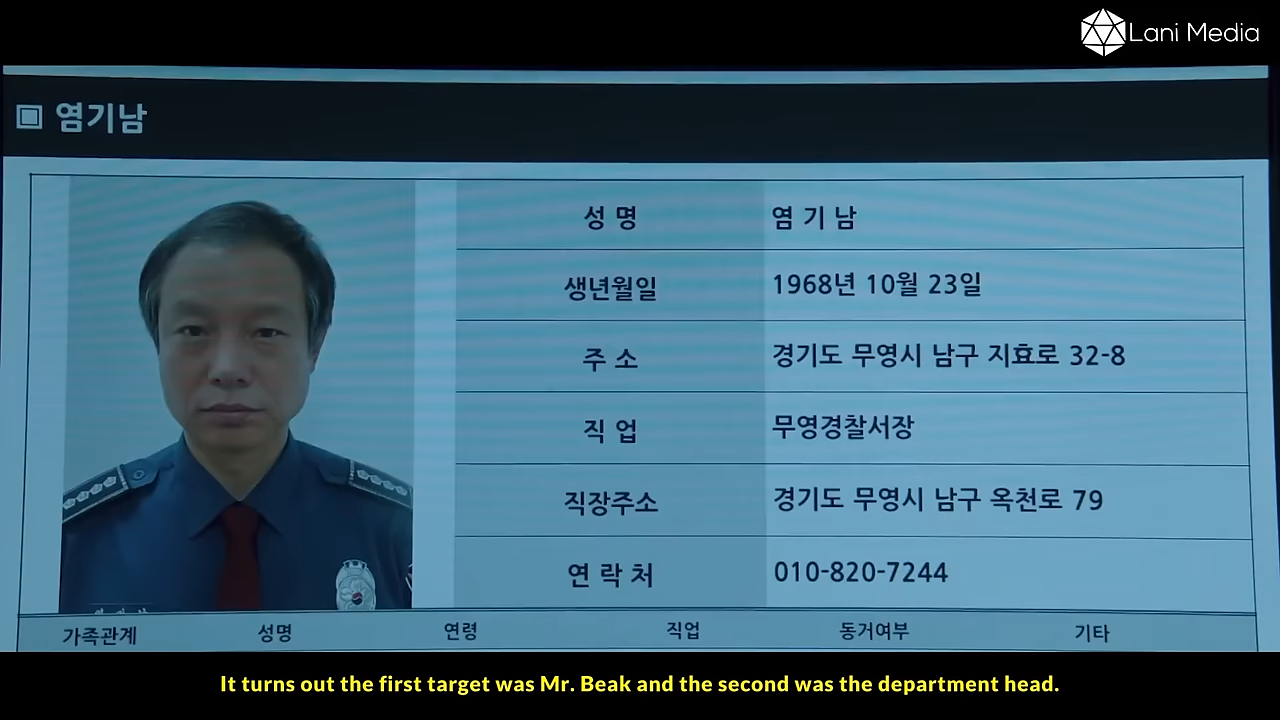 Lani Media
염기남
성 명 염 기 남
생년월일 1968년 10월 23일
주 소 경기도 무영시 남구 지효로 32-8
직 업 무영경찰서장
직장주소 경기도 무영시 남구 옥천로 79
연 락 처 010-820-7244
가족관계 성명 연령 직업 동거여부 기타
It turns out the first target was Mr. Beak and the second was the department head.